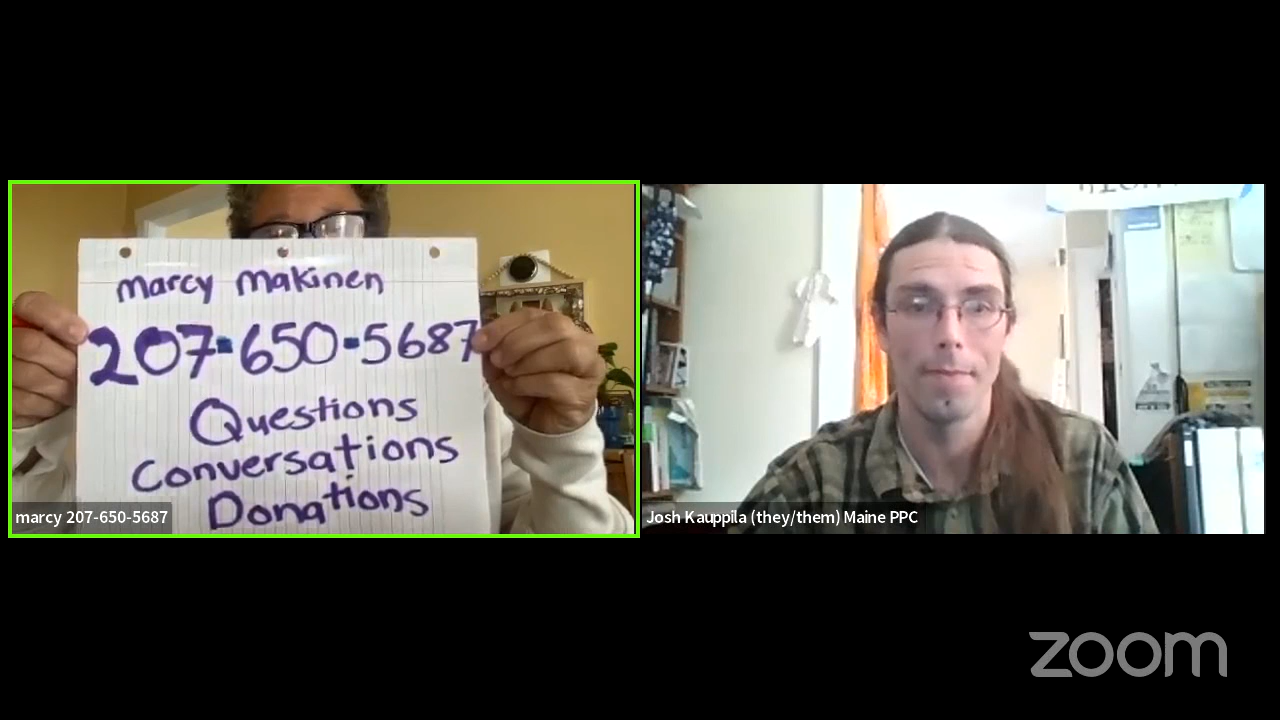 marcy makinen
207-650-5687
Questions
Conversations
Donations
marcy 207-650-5687
Josh Kauppila (they/them) Maine PPC
zoom